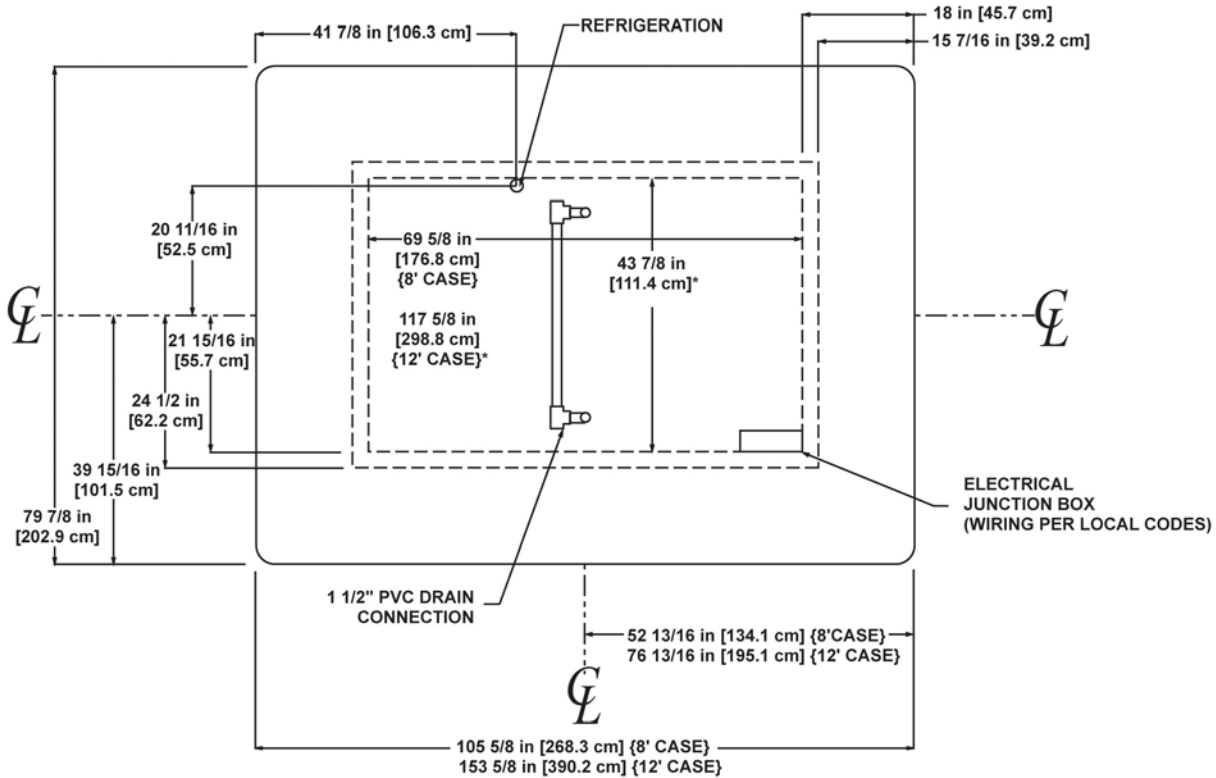 18 in [45.7 cm]
41 7/8 in [106.3 cm]
REFRIGERATION
15 7/16 in [39.2 cm]
20 11/16 in
[52.5 cm]
69 5/8 in
[176.8 cm]
{8' CASE}
43 7/8 in
[111.4 cm]*
117 5/8 in
[298.8 cm]
{12' CASE}*
CL
CL
21 15/16 in
[55.7 cm]
24 1/2 in
[62.2 cm]
39 15/16 in
[101.5 cm]
79 7/8 in
[202.9 cm]
ELECTRICAL
JUNCTION BOX
(WIRING PER LOCAL CODES)
1 1/2" PVC DRAIN
CONNECTION
52 13/16 in [134.1 cm] {8'CASE}
76 13/16 in [195.1 cm] {12' CASE}
CL
105 5/8 in [268.3 cm] {8' CASE}
153 5/8 in [390.2 cm] {12' CASE}